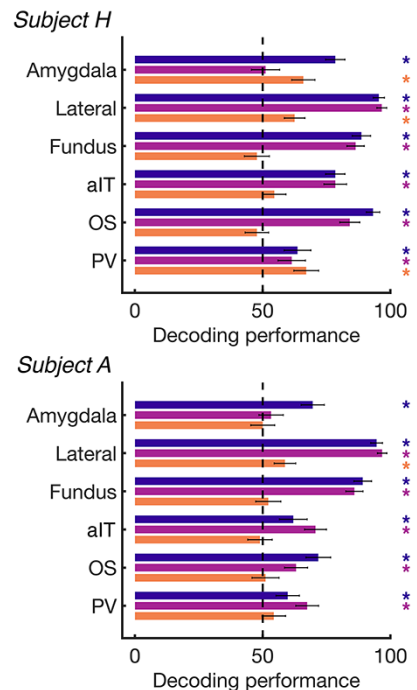 Subject H
Amygdala *
*
Lateral *
*
*
Fundus *
*
aIT *
*
OS *
*
PV *
*
*
0 50 100
Decoding performance
Subject A
Amygdala *
Lateral *
*
*
Fundus *
*
aIT *
*
OS *
*
PV *
*
0 50 100
Decoding performance